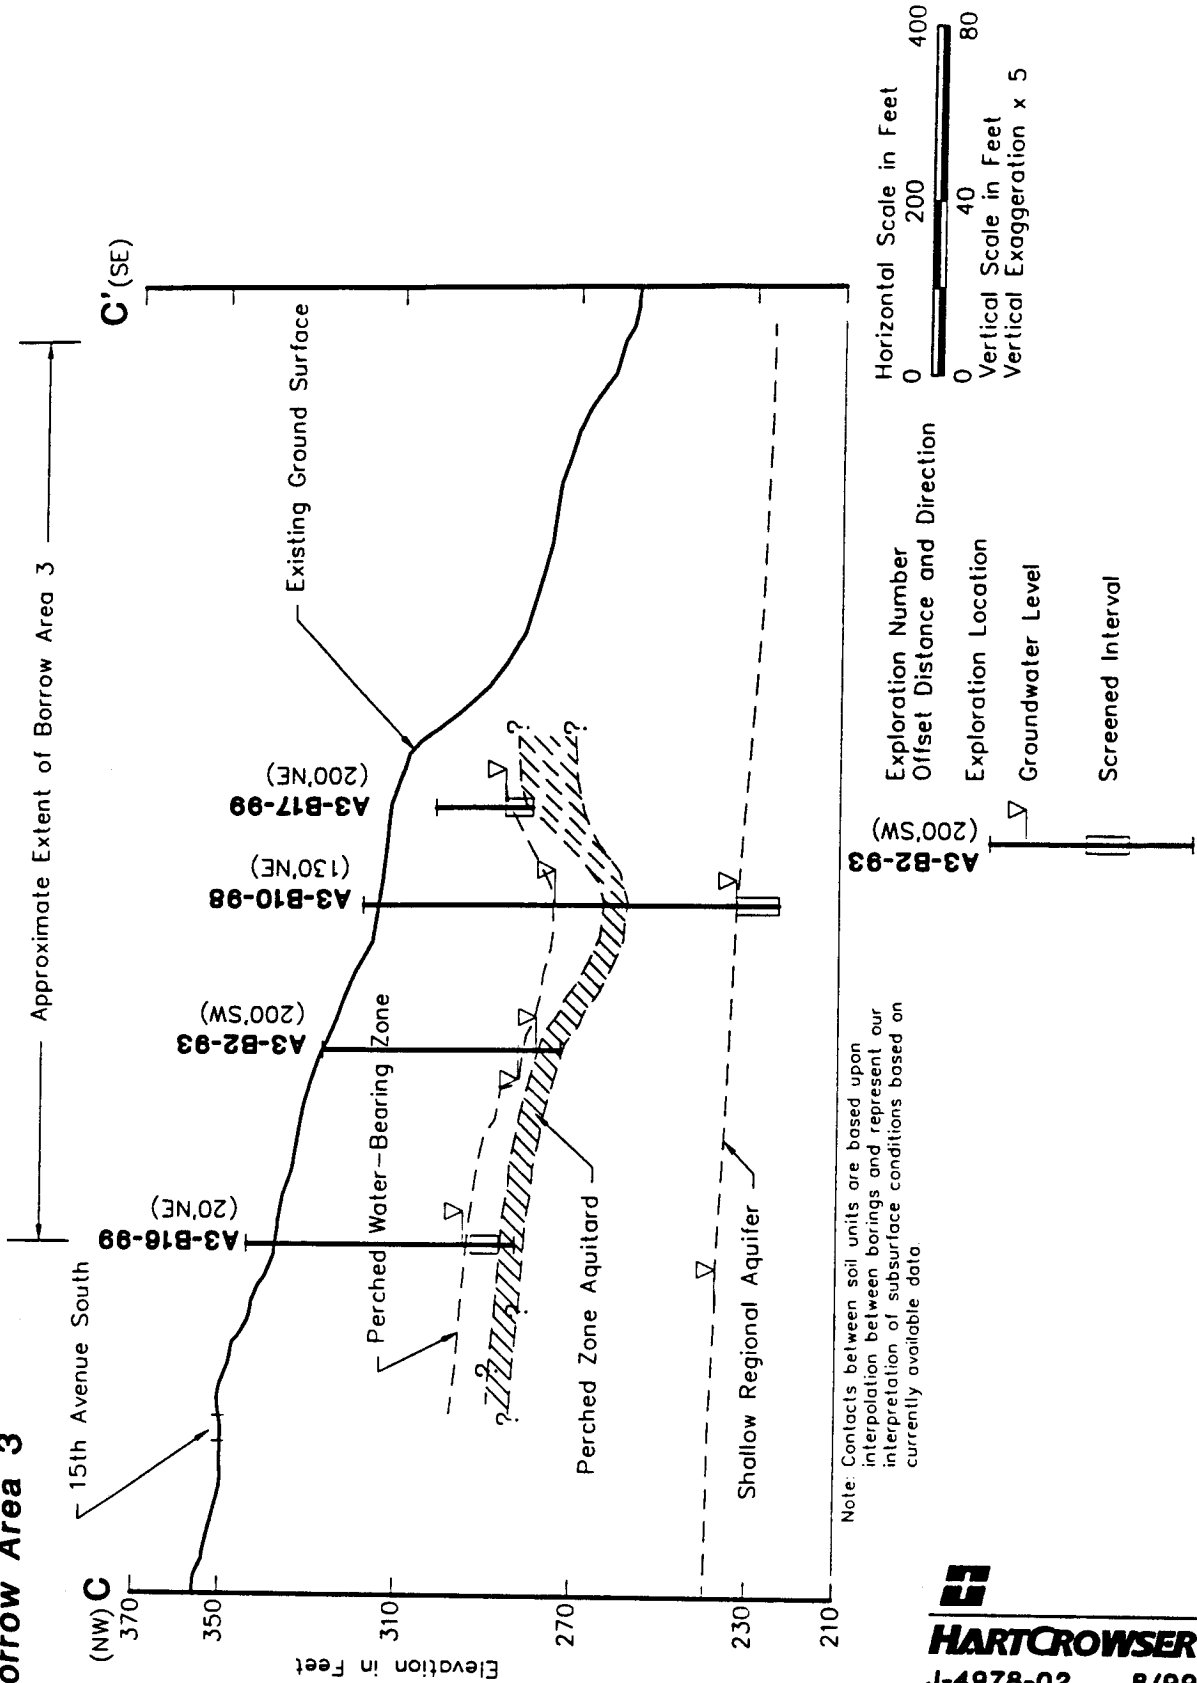 orrow Area 3
Approximate Extent of Borrow Area 3
(NW) C
C' (SE)
15th Avenue South
A3-B16-99
(20'NE)
A3-B2-93
(200'SW)
A3-B10-98
(130'NE)
A3-B17-99
(200'NE)
Existing Ground Surface
Perched Water-Bearing Zone
Perched Zone Aquitard
Shallow Regional Aquifer
? ? ? ? ?
Elevation in Feet
370
350
310
270
230
210
Note: Contacts between soil units are based upon
interpolation between borings and represent our
interpretation of subsurface conditions based on
currently available data.
A3-B2-93
(200'SW)
Exploration Number
Offset Distance and Direction
Exploration Location
Groundwater Level
Screened Interval
Horizontal Scale in Feet
0 200 400
0 40 80
Vertical Scale in Feet
Vertical Exaggeration x 5
HARTCROWSER
J-4978-02 8/99